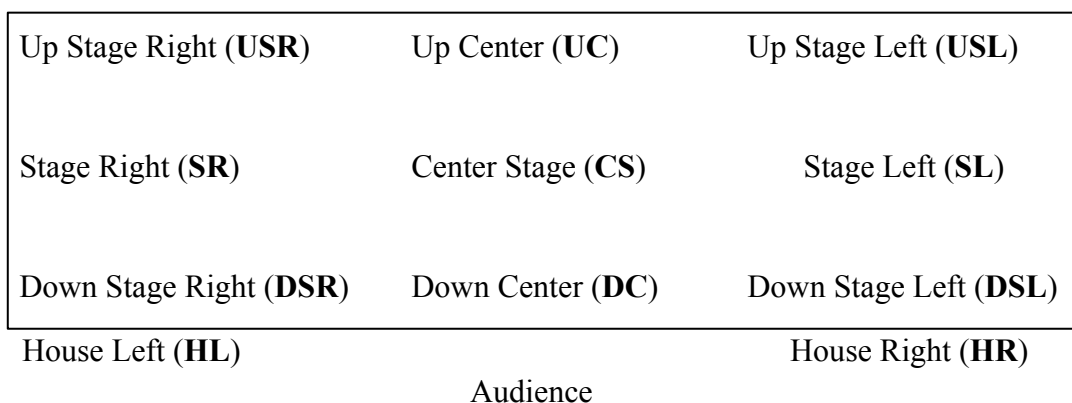 Up Stage Right (USR) Up Center (UC) Up Stage Left (USL)
Stage Right (SR) Center Stage (CS) Stage Left (SL)
Down Stage Right (DSR) Down Center (DC) Down Stage Left (DSL)
House Left (HL) House Right (HR)
Audience